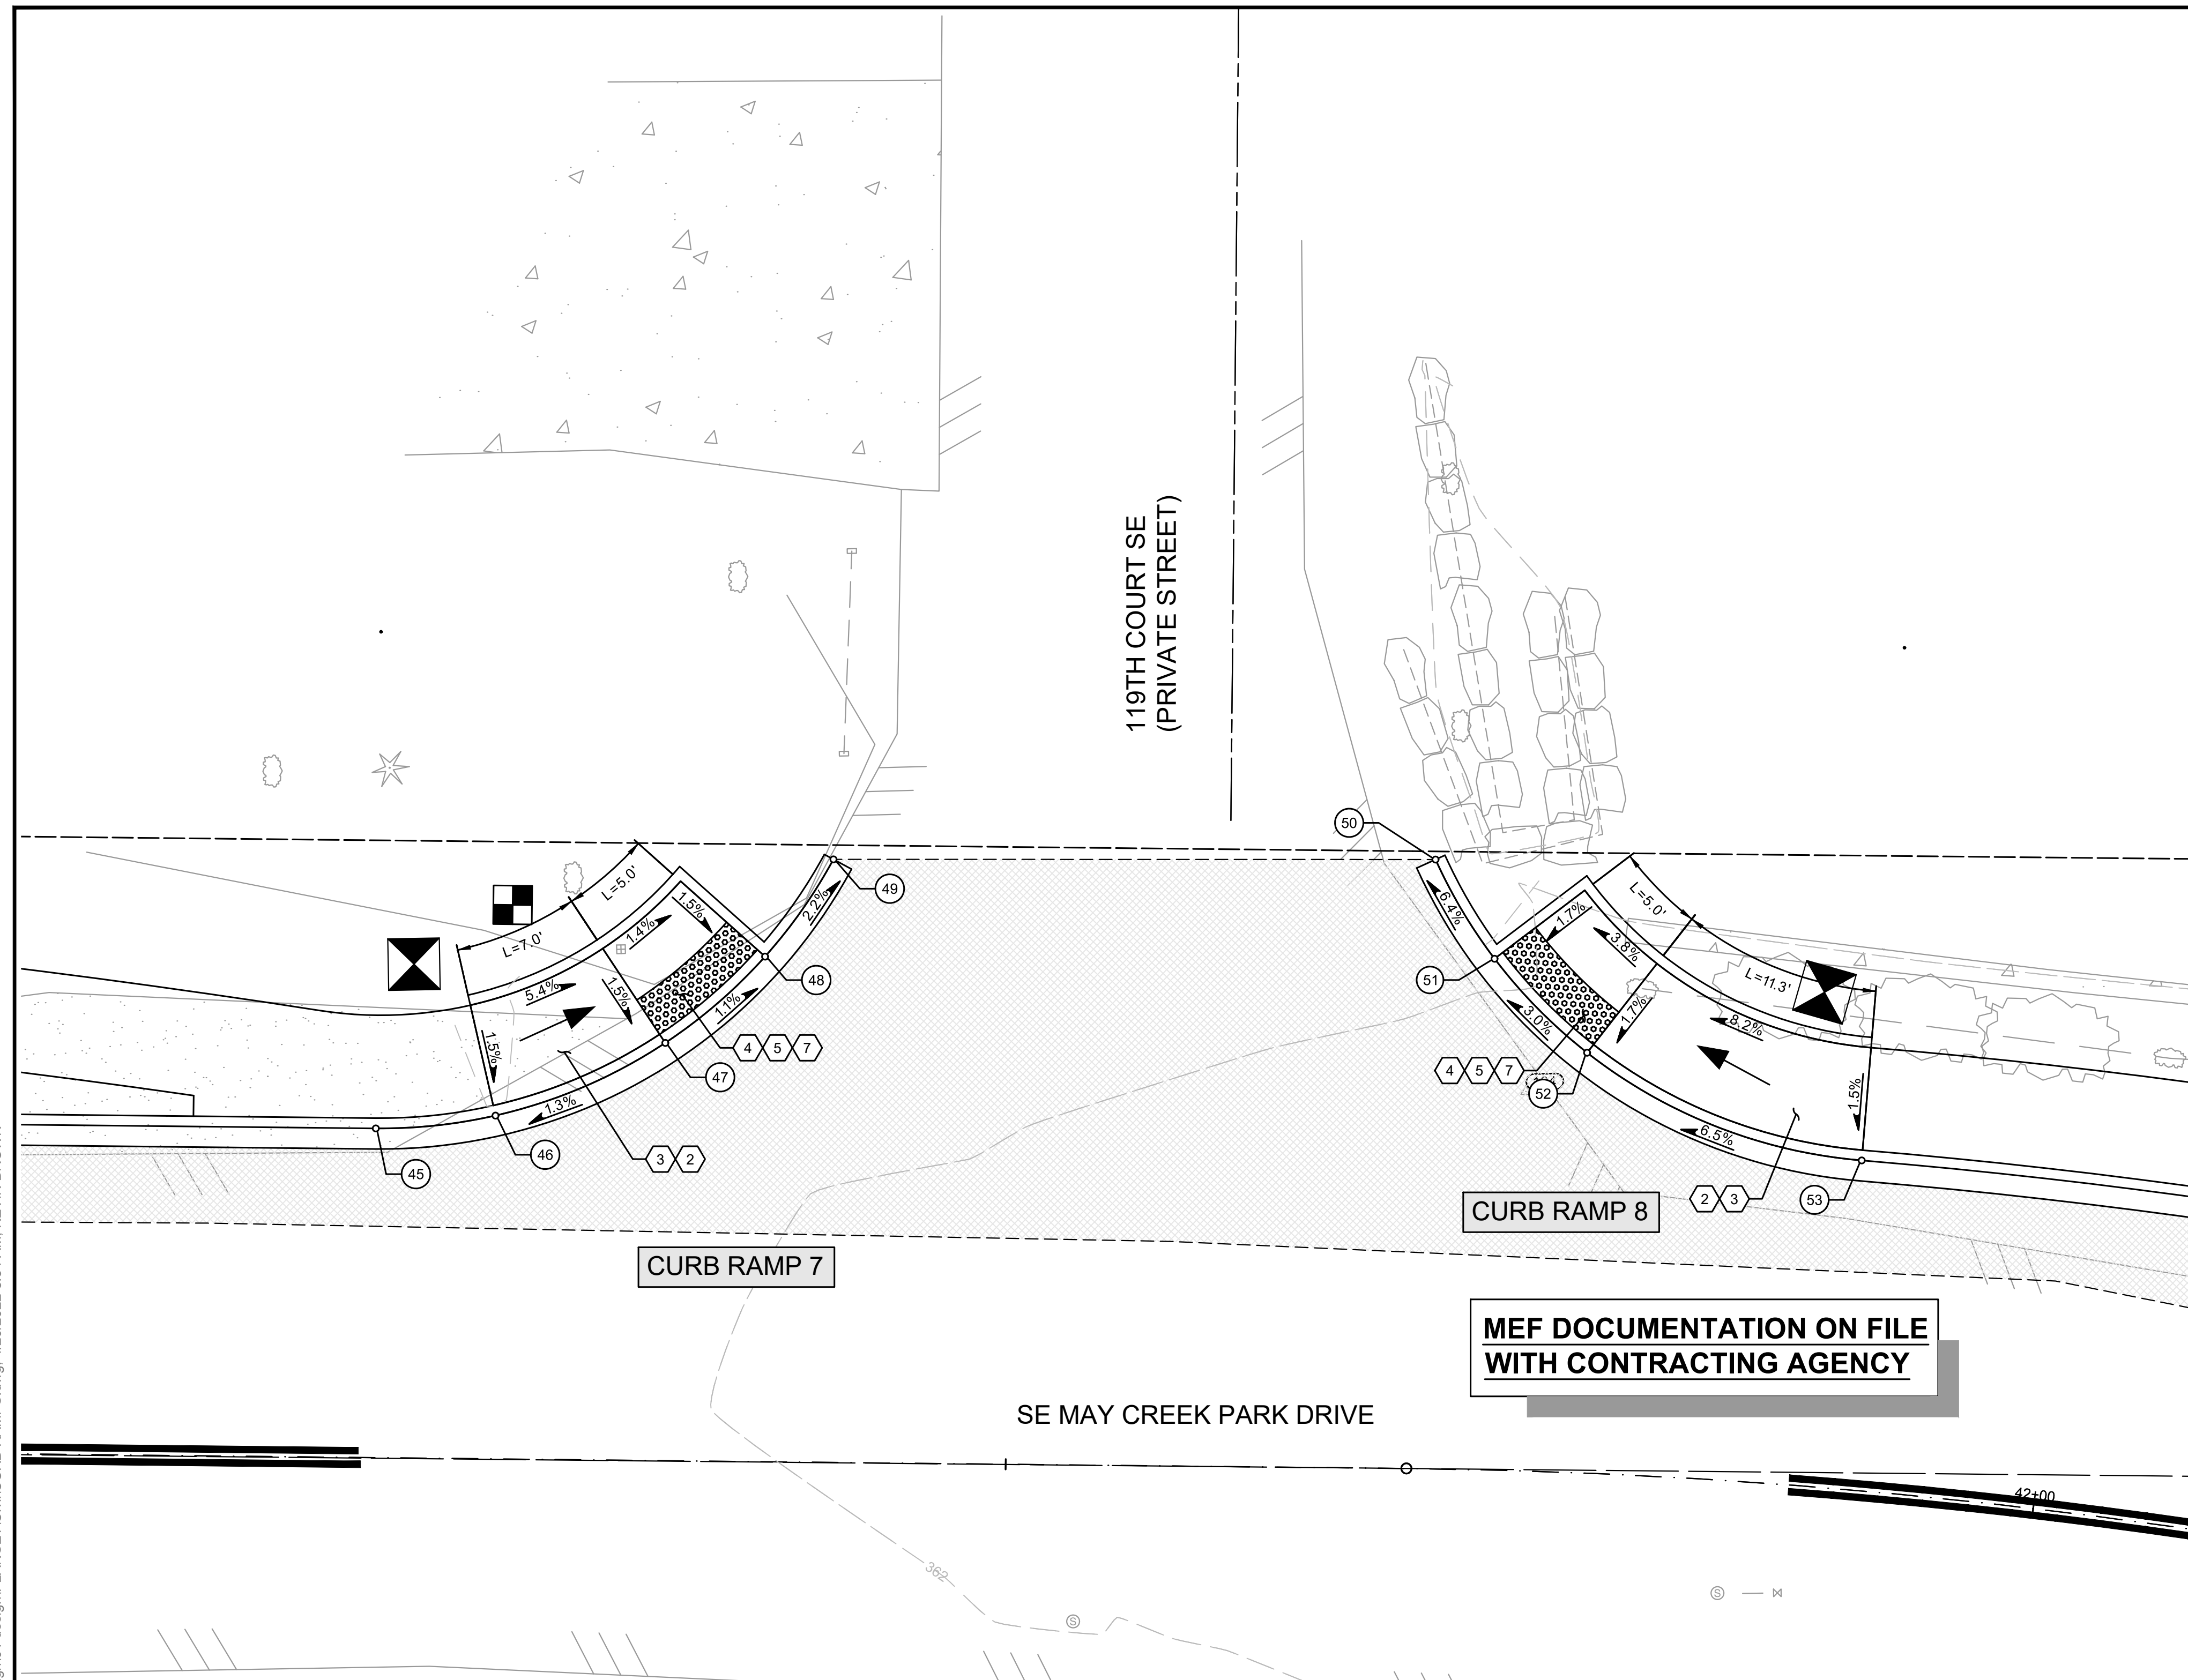 119TH COURT SE
(PRIVATE STREET)
50
L=5.0'
L=7.0'
1.5%
1.4%
2.2%
49
5.4%
1.5%
1.1%
48
1.5%
4 5 7
47
1.3%
46
45
3 2
6.4%
1.7%
L=5.0'
3.8%
L=11.3'
51
3.0%
1.7%
8.2%
4 5 7
52
1.5%
6.5%
2 3
53
CURB RAMP 8
CURB RAMP 7
MEF DOCUMENTATION ON FILE
WITH CONTRACTING AGENCY
SE MAY CREEK PARK DRIVE
42+00
362
S
S